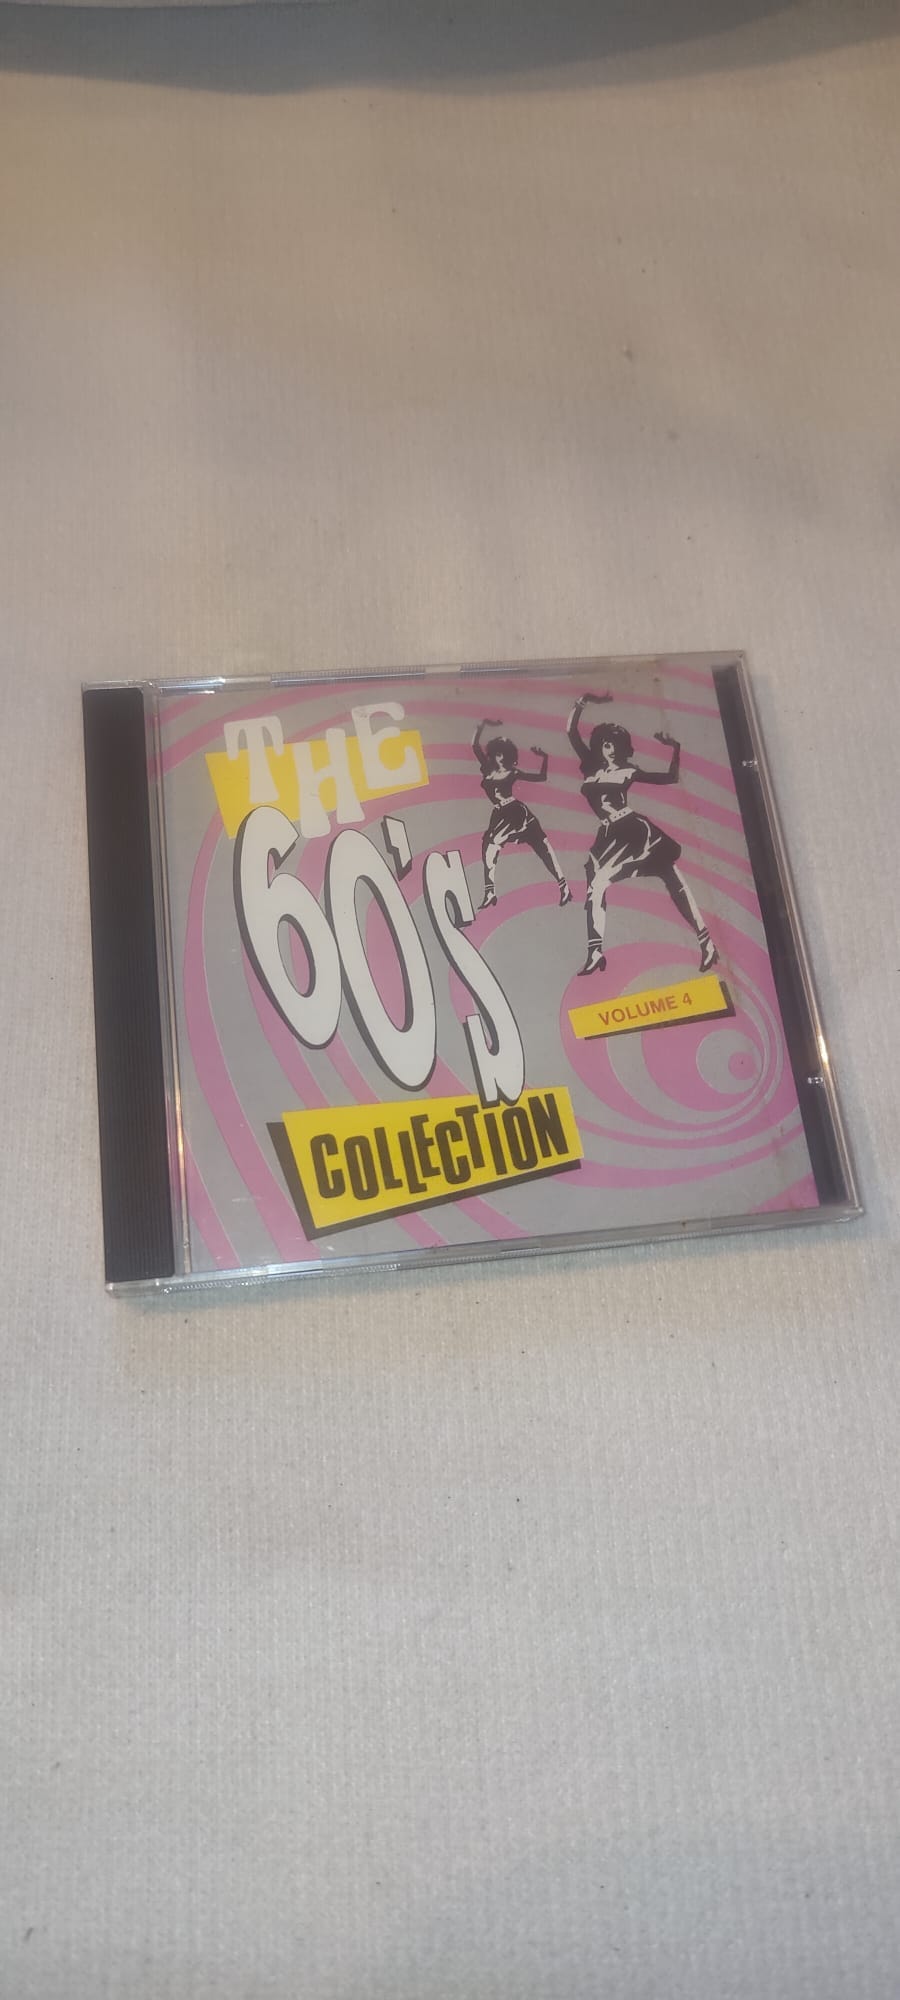 THE
60's
COLLECTION
VOLUME 4